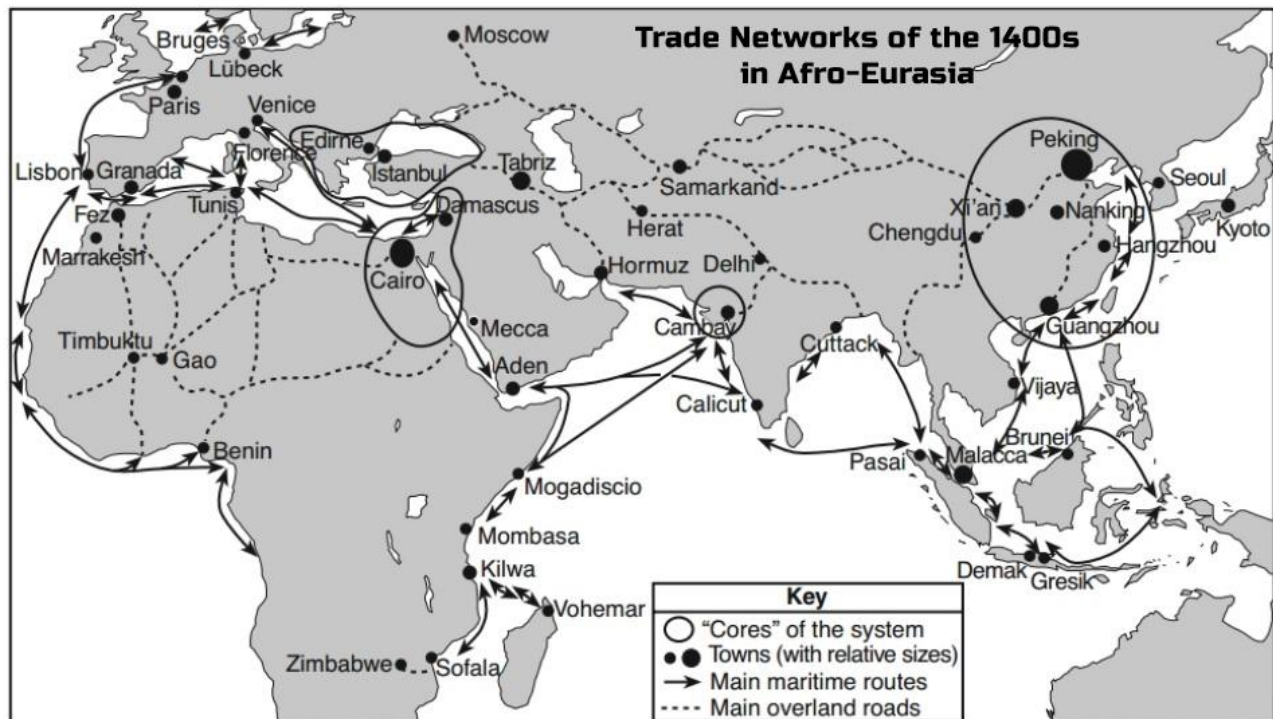 Trade Networks of the 1400s
in Afro-Eurasia
Moscow
Bruges
Lübeck
Paris
Venice
Edirne
Florence
Istanbul
Lisbon
Granada
Tabriz
Samarkand
Peking
Seoul
Tunis
Damascus
Xi'an
Nanking
Kyoto
Fez
Herat
Chengdu
Hangzhou
Marrakesh
Cairo
Hormuz
Delhi
Mecca
Cambay
Guangzhou
Timbuktu
Gao
Aden
Cuttack
Vijaya
Calicut
Benin
Brunei
Pasai
Malacca
Mogadiscio
Mombasa
Kilwa
Demak
Gresik
Vohemar
Zimbabwe
Sofala
Key
"Cores" of the system
Towns (with relative sizes)
Main maritime routes
Main overland roads